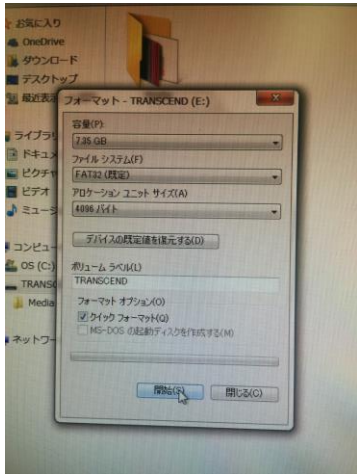 お気に入り
OneDrive
ダウンロード
デスクトップ
最近表示
ライブラリ
ドキュメ
ピクチャ
ビデオ
ミュージ
コンピュー
OS (C:)
TRANSC
Media
ネットワー
フォーマット - TRANSCEND (E:)
容量(P):
7.35 GB
ファイル システム(F)
FAT32 (既定)
アロケーション ユニット サイズ(A)
4096 バイト
デバイスの既定値を復元する(D)
ボリューム ラベル(L)
TRANSCEND
フォーマット オプション(O)
クイック フォーマット(Q)
MS-DOS の起動ディスクを作成する(M)
開始(S)
閉じる(C)